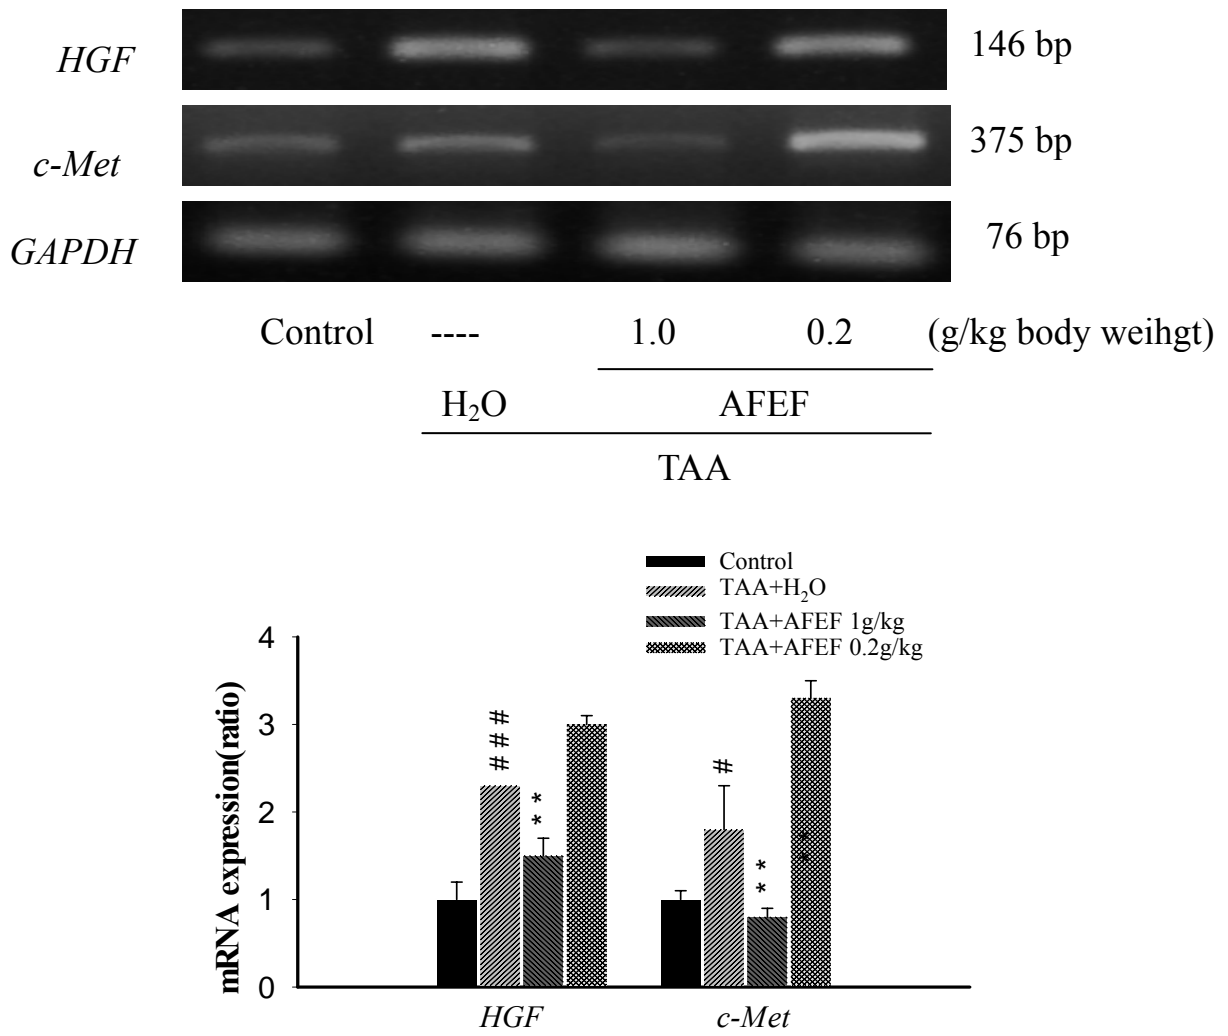 HGF 146 bp
c-Met 375 bp
GAPDH 76 bp
Control ---- 1.0 0.2 (g/kg body weihgt)
H₂O AFEF
TAA
Control
TAA+H₂O
TAA+AFEF 1g/kg
TAA+AFEF 0.2g/kg
mRNA expression(ratio)
4
3
2
1
0
###
**
#
**
**
HGF c-Met